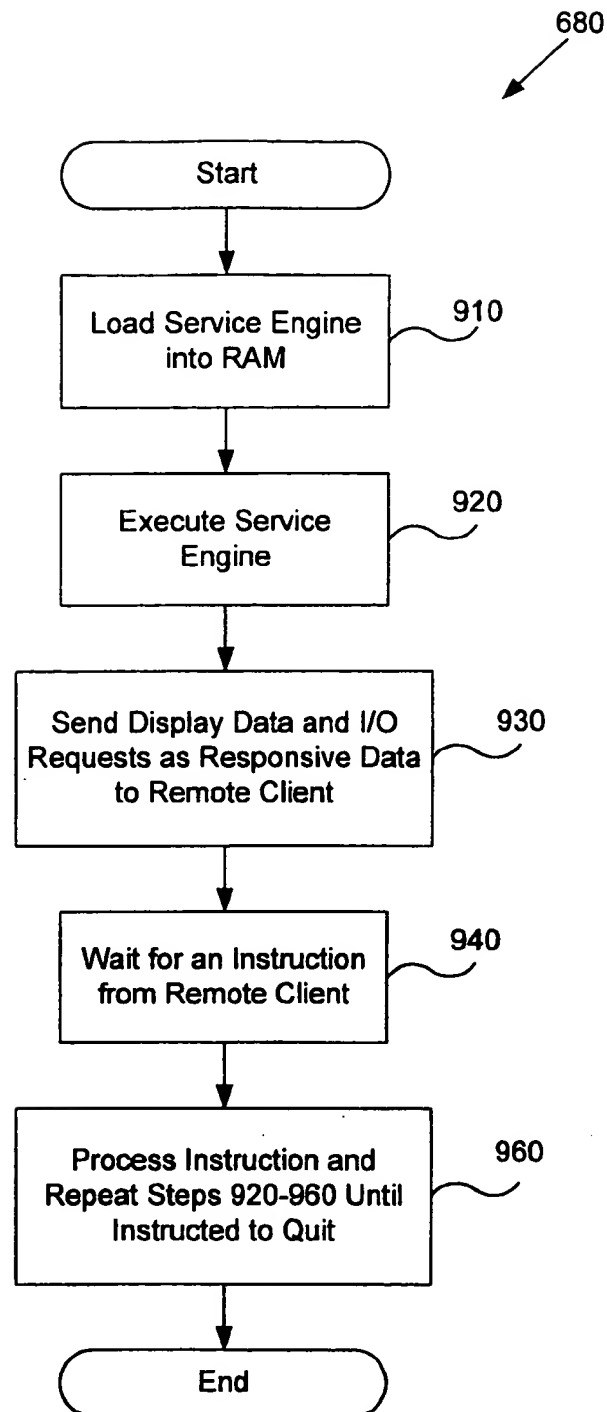 680
Start
Load Service Engine
into RAM
910
Execute Service
Engine
920
Send Display Data and I/O
Requests as Responsive Data
to Remote Client
930
Wait for an Instruction
from Remote Client
940
Process Instruction and
Repeat Steps 920-960 Until
Instructed to Quit
960
End